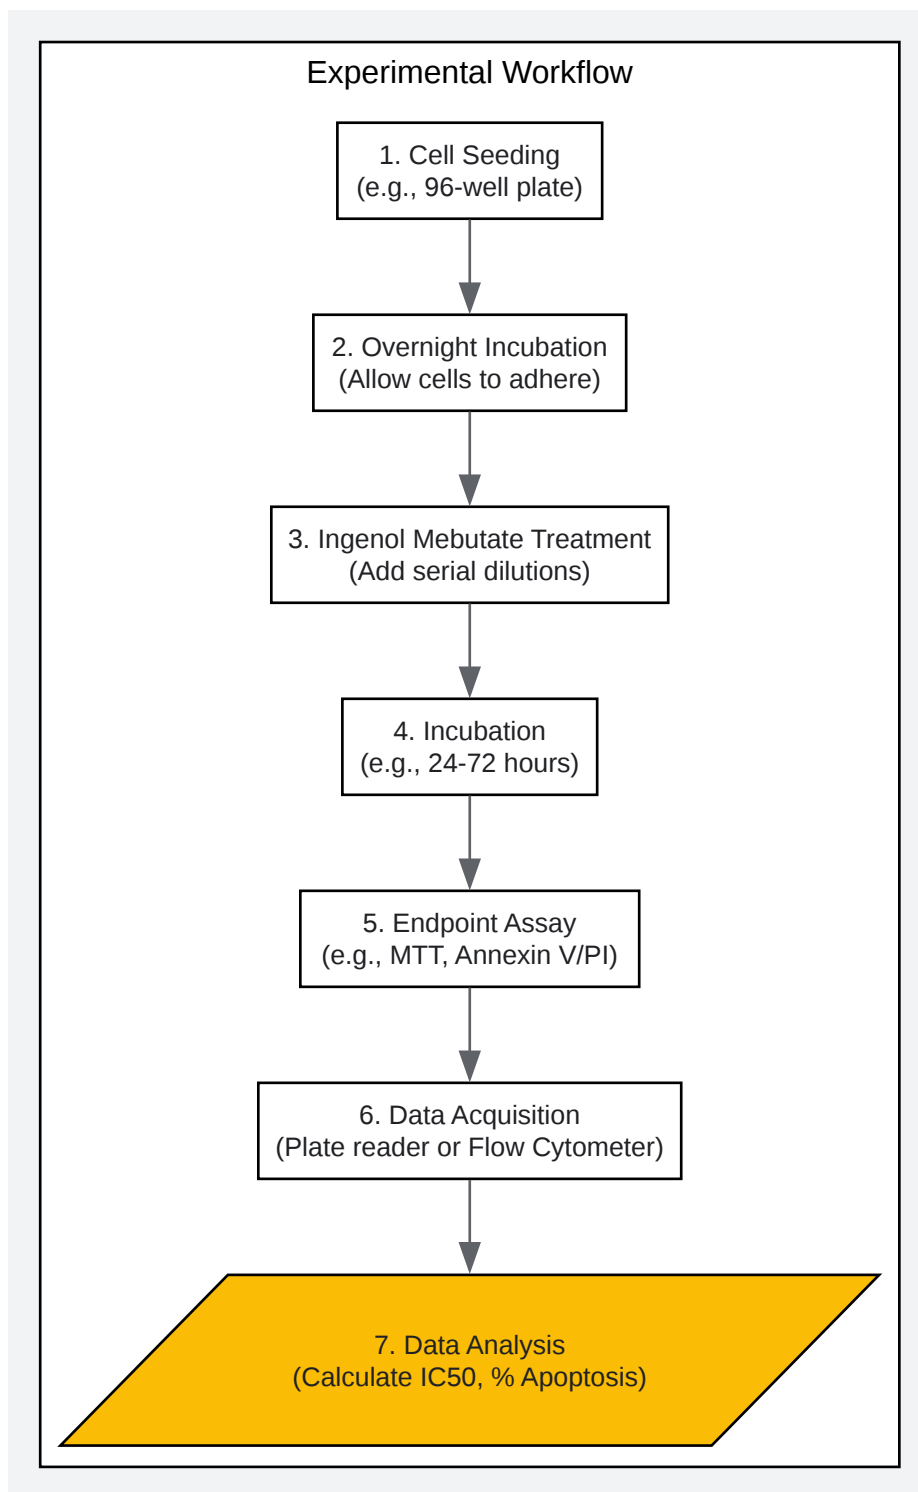 Experimental Workflow
1. Cell Seeding
(e.g., 96-well plate)
2. Overnight Incubation
(Allow cells to adhere)
3. Ingenol Mebutate Treatment
(Add serial dilutions)
4. Incubation
(e.g., 24-72 hours)
5. Endpoint Assay
(e.g., MTT, Annexin V/PI)
6. Data Acquisition
(Plate reader or Flow Cytometer)
7. Data Analysis
(Calculate IC50, % Apoptosis)